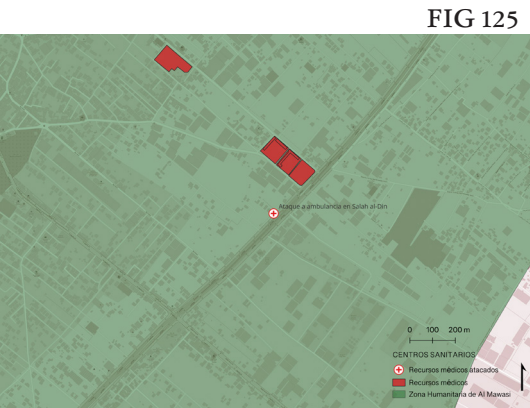 FIG 125
Ataque a ambulancia en Salah al-Din
0 100 200 m
CENTROS SANITARIOS
Recursos médicos atacados
Recursos médicos
Zona Humanitaria de Al Mawasi